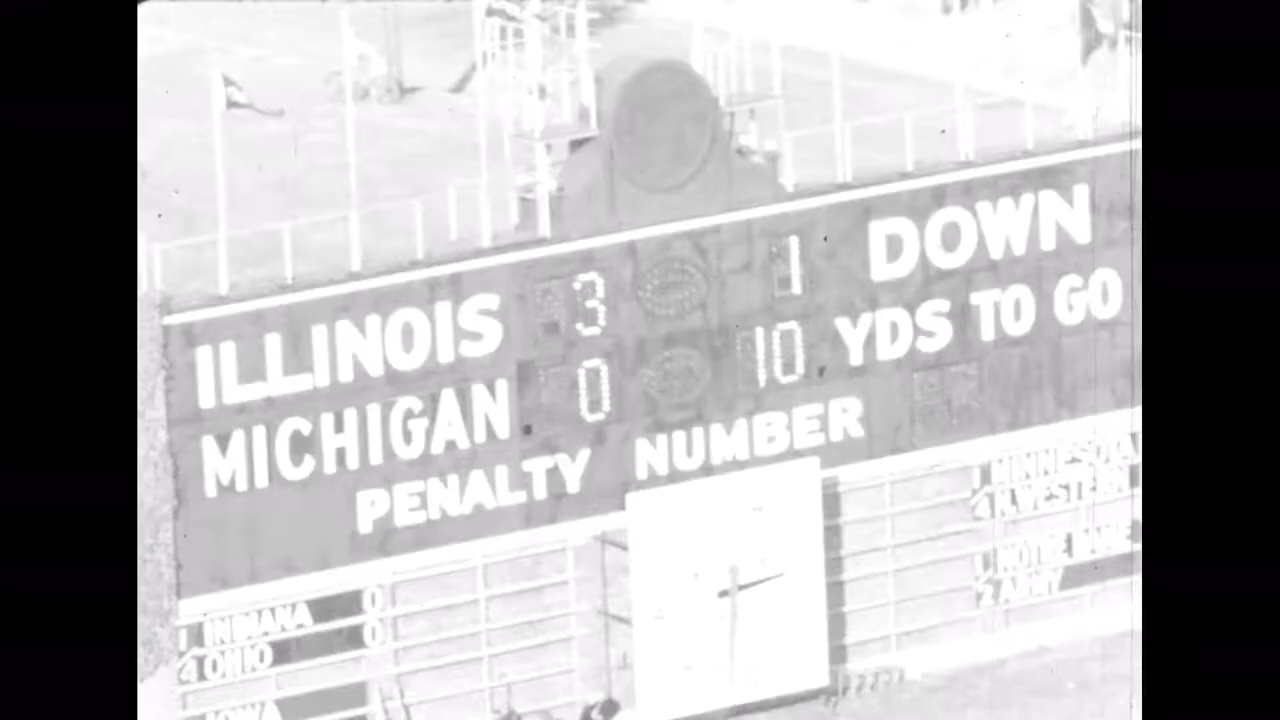 ILLINOIS 3 1 DOWN
MICHIGAN 0 10 YDS TO GO
PENALTY NUMBER
1 INDIANA 0
4 OHIO 0
IOWA
1 MINNESOTA
4 N.WESTERN
1 NOTRE DAME
2 ARMY